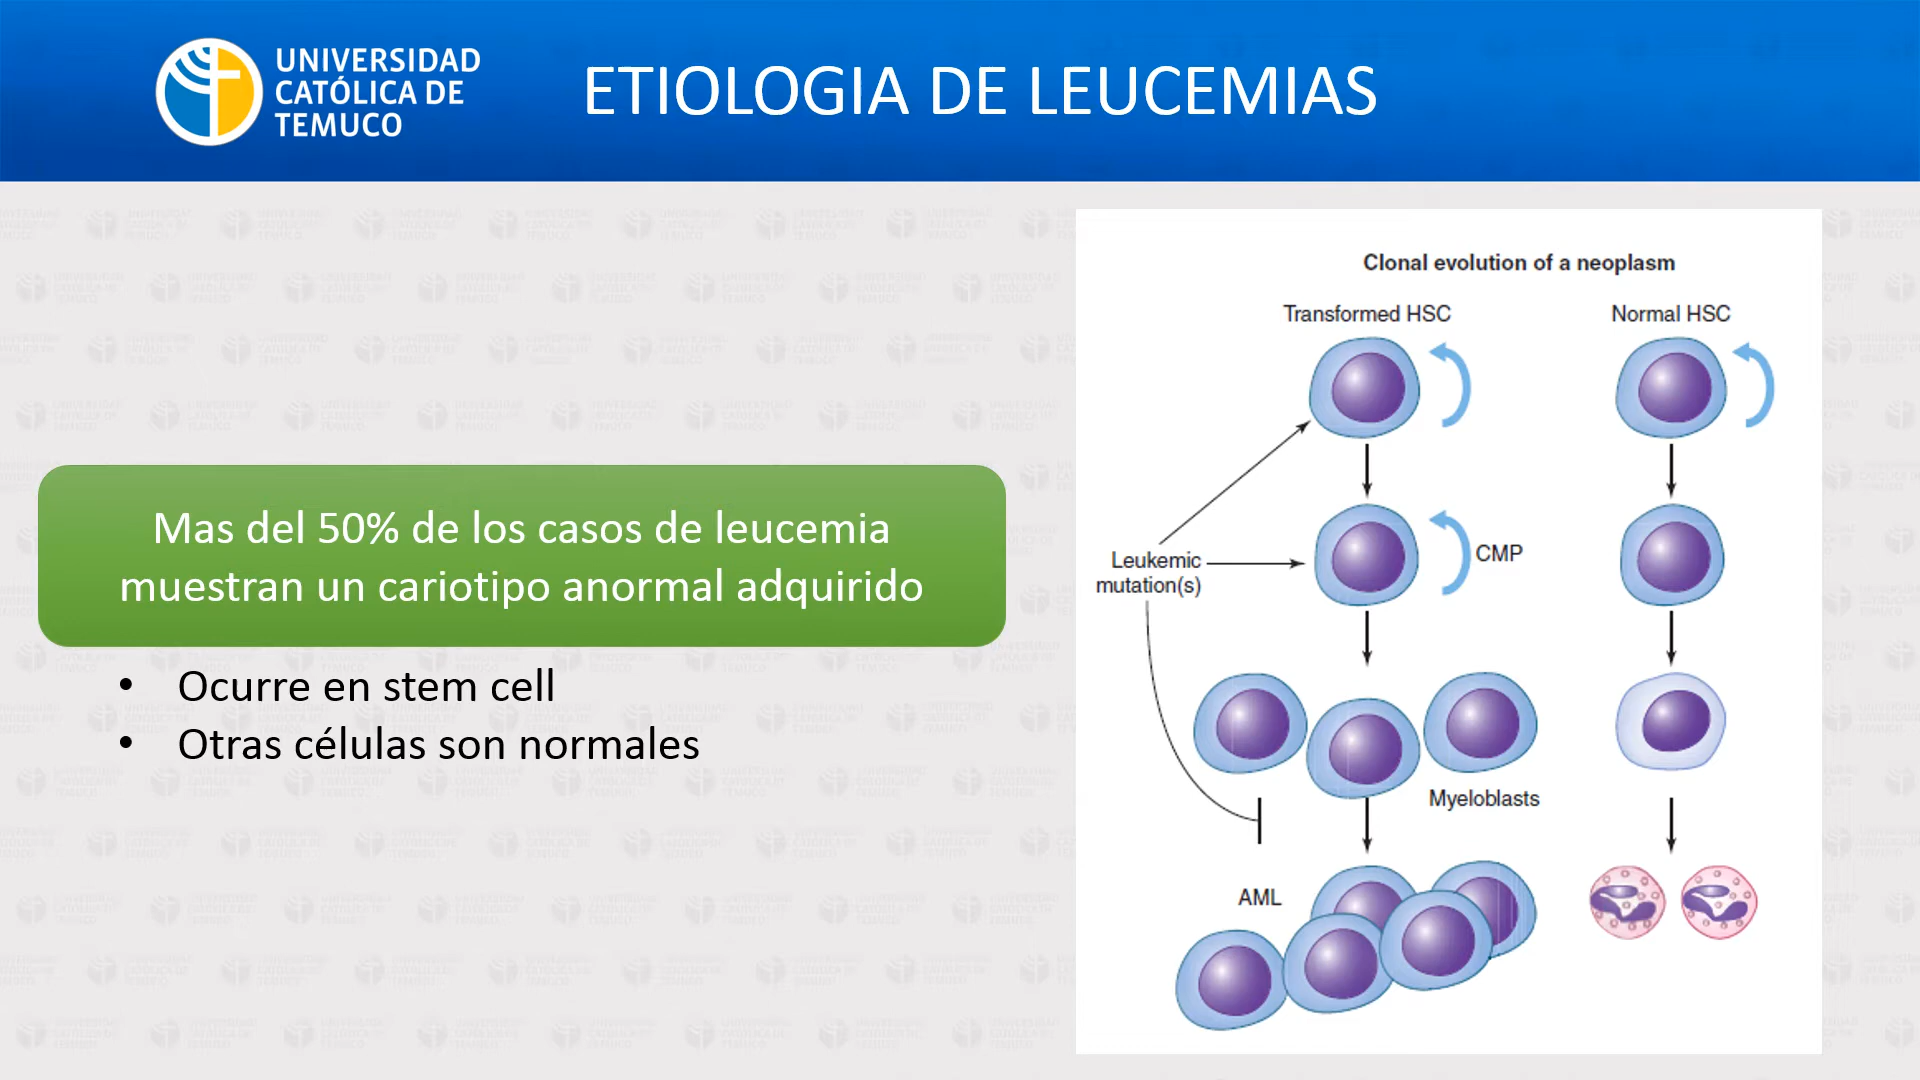 UNIVERSIDAD
CATÓLICA DE
TEMUCO
ETIOLOGIA DE LEUCEMIAS
Mas del 50% de los casos de leucemia
muestran un cariotipo anormal adquirido
• Ocurre en stem cell
• Otras células son normales
Clonal evolution of a neoplasm
Transformed HSC
Normal HSC
Leukemic
mutation(s)
CMP
Myeloblasts
AML